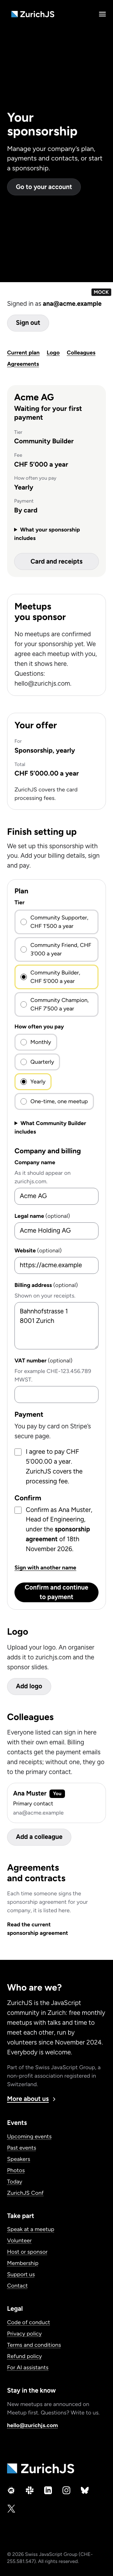 ZurichJS
Your
sponsorship
Manage your company's plan,
payments and contacts, or start
a sponsorship.
Go to your account
MOCK
Signed in as ana@acme.example
Sign out
Current plan Logo Colleagues
Agreements
Acme AG
Waiting for your first
payment
Tier
Community Builder
Fee
CHF 5'000 a year
How often you pay
Yearly
Payment
By card
What your sponsorship
includes
Card and receipts
Meetups
you sponsor
No meetups are confirmed
for your sponsorship yet. We
agree each meetup with you,
then it shows here.
Questions:
hello@zurichjs.com.
Your offer
For
Sponsorship, yearly
Total
CHF 5'000.00 a year
ZurichJS covers the card
processing fees.
Finish setting up
We set up this sponsorship with
you. Add your billing details, sign
and pay.
Plan
Tier
Community Supporter,
CHF 1'500 a year
Community Friend, CHF
3'000 a year
Community Builder,
CHF 5'000 a year
Community Champion,
CHF 7'500 a year
How often you pay
Monthly
Quarterly
Yearly
One-time, one meetup
What Community Builder
includes
Company and billing
Company name
As it should appear on
zurichjs.com.
Acme AG
Legal name (optional)
Acme Holding AG
Website (optional)
https://acme.example
Billing address (optional)
Shown on your receipts
Bahnhofstrasse 1
8001 Zurich
VAT number (optional)
For example CHE-123.456.789
MWST.
Payment
You pay by card on Stripe's
secure page.
I agree to pay CHF
5'000.00 a year.
ZurichJS covers the
processing fee.
Confirm
Confirm as Ana Muster,
Head of Engineering,
under the sponsorship
agreement of 18th
November 2026.
Sign with another name
Confirm and continue
to payment
Logo
Upload your logo. An organiser
adds it to zurichjs.com and the
sponsor slides.
Add logo
Colleagues
Everyone listed can sign in here
with their own email. Billing
contacts get the payment emails
and receipts; without one, they go
to the primary contact.
Ana Muster You
Primary contact
ana@acme.example
Add a colleague
Agreements
and contracts
Each time someone signs the
sponsorship agreement for your
company, it is listed here.
Read the current
sponsorship agreement
Who are we?
ZurichJS is the JavaScript
community in Zurich: free monthly
meetups with talks and time to
meet each other, run by
volunteers since November 2024.
Everybody is welcome.
Part of the Swiss JavaScript Group, a
non-profit association registered in
Switzerland.
More about us
Events
Upcoming events
Past events
Speakers
Photos
Today
ZurichJS Conf
Take part
Speak at a meetup
Volunteer
Host or sponsor
Membership
Support us
Contact
Legal
Code of conduct
Privacy policy
Terms and conditions
Refund policy
For AI assistants
Stay in the know
New meetups are announced on
Meetup first. Questions? Write to us.
hello@zurichjs.com
ZurichJS
© 2026 Swiss JavaScript Group (CHE-
255.581.547). All rights reserved.